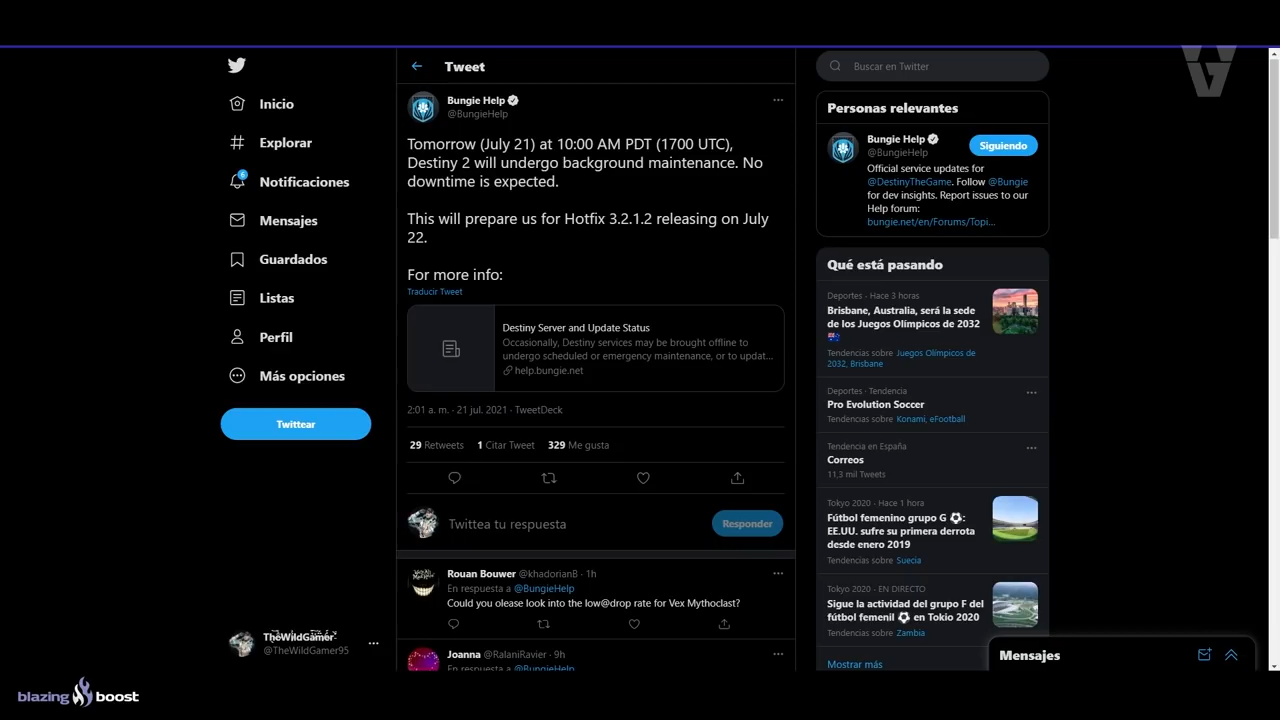 Tweet
Buscar en Twitter
Inicio
Explorar
6
Notificaciones
Mensajes
Guardados
Listas
Perfil
Más opciones
Twittear
TheWildGamer
@TheWildGamer95
Bungie Help
@BungieHelp
Tomorrow (July 21) at 10:00 AM PDT (1700 UTC),
Destiny 2 will undergo background maintenance. No
downtime is expected.
This will prepare us for Hotfix 3.2.1.2 releasing on July
22.
For more info:
Traducir Tweet
Destiny Server and Update Status
Occasionally, Destiny services may be brought offline to
undergo scheduled or emergency maintenance, or to updat...
help.bungie.net
2:01 a. m. · 21 jul. 2021 · TweetDeck
29 Retweets 1 Citar Tweet 329 Me gusta
Twittea tu respuesta
Responder
Rouan Bouwer @khadorianB · 1h
En respuesta a @BungieHelp
Could you olease look into the low@drop rate for Vex Mythoclast?
Joanna @RalaniRavier · 9h
En respuesta a @BungieHelp
Personas relevantes
Bungie Help
@BungieHelp
Siguiendo
Official service updates for
@DestinyTheGame. Follow @Bungie
for dev insights. Report issues to our
Help forum:
bungie.net/en/Forums/Topi...
Qué está pasando
Deportes · Hace 3 horas
Brisbane, Australia, será la sede
de los Juegos Olímpicos de 2032
🇦🇺
Tendencias sobre Juegos Olímpicos de
2032, Brisbane
Deportes · Tendencia
Pro Evolution Soccer
Tendencias sobre Konami, eFootball
Tendencia en España
Correos
11,3 mil Tweets
Tokyo 2020 · Hace 1 hora
Fútbol femenino grupo G ⚽:
EE.UU. sufre su primera derrota
desde enero 2019
Tendencias sobre Suecia
Tokyo 2020 · EN DIRECTO
Sigue la actividad del grupo F del
fútbol femenil ⚽ en Tokio 2020
Tendencias sobre Zambia
Mostrar más
Mensajes
blazing boost